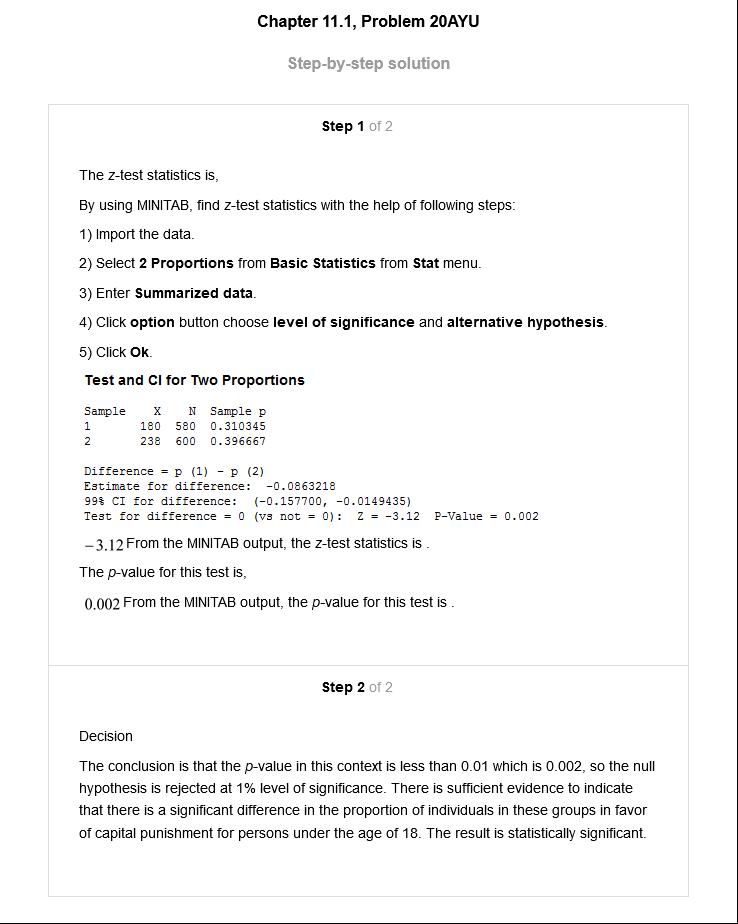 Chapter 11.1, Problem 20AYU
Step-by-step solution
Step 1 of 2
The z-test statistics is,
By using MINITAB, find z-test statistics with the help of following steps:
1) Import the data.
2) Select 2 Proportions from Basic Statistics from Stat menu.
3) Enter Summarized data.
4) Click option button choose level of significance and alternative hypothesis.
5) Click Ok.
Test and CI for Two Proportions
Sample X N Sample p
1 180 580 0.310345
2 238 600 0.396667
Difference = p (1) - p (2)
Estimate for difference: -0.0863218
99% CI for difference: (-0.157700, -0.0149435)
Test for difference = 0 (vs not = 0): Z = -3.12 P-Value = 0.002
−3.12 From the MINITAB output, the z-test statistics is .
The p-value for this test is,
0.002 From the MINITAB output, the p-value for this test is .
Step 2 of 2
Decision
The conclusion is that the p-value in this context is less than 0.01 which is 0.002, so the null
hypothesis is rejected at 1% level of significance. There is sufficient evidence to indicate
that there is a significant difference in the proportion of individuals in these groups in favor
of capital punishment for persons under the age of 18. The result is statistically significant.